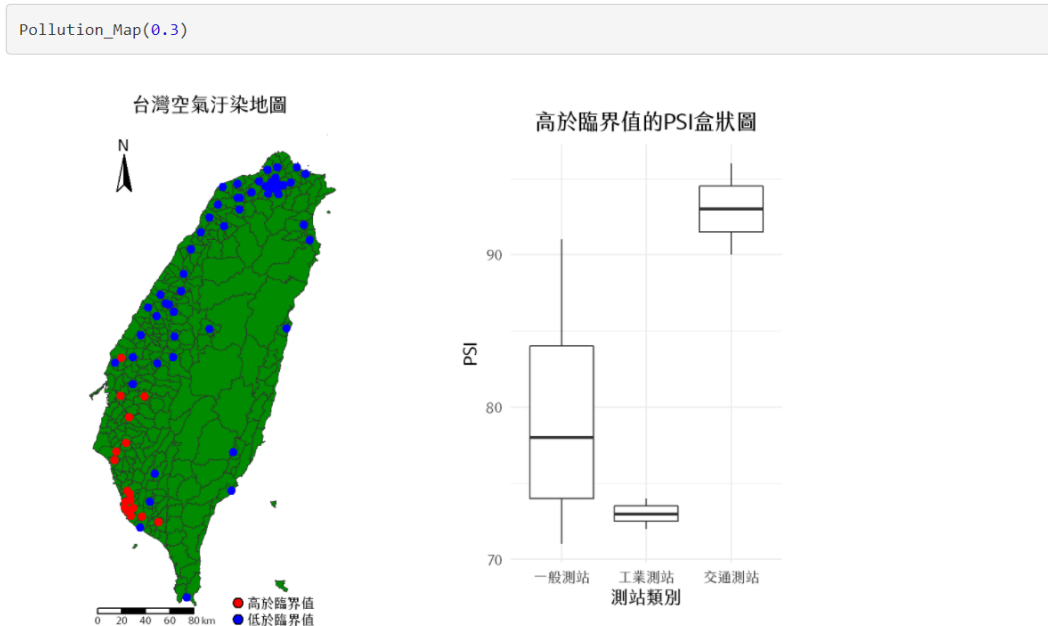 Pollution_Map(0.3)
台灣空氣汙染地圖
N
0 20 40 60 80 km
高於臨界值
低於臨界值
高於臨界值的PSI盒狀圖
PSI
90
80
70
一般測站 工業測站 交通測站
測站類別